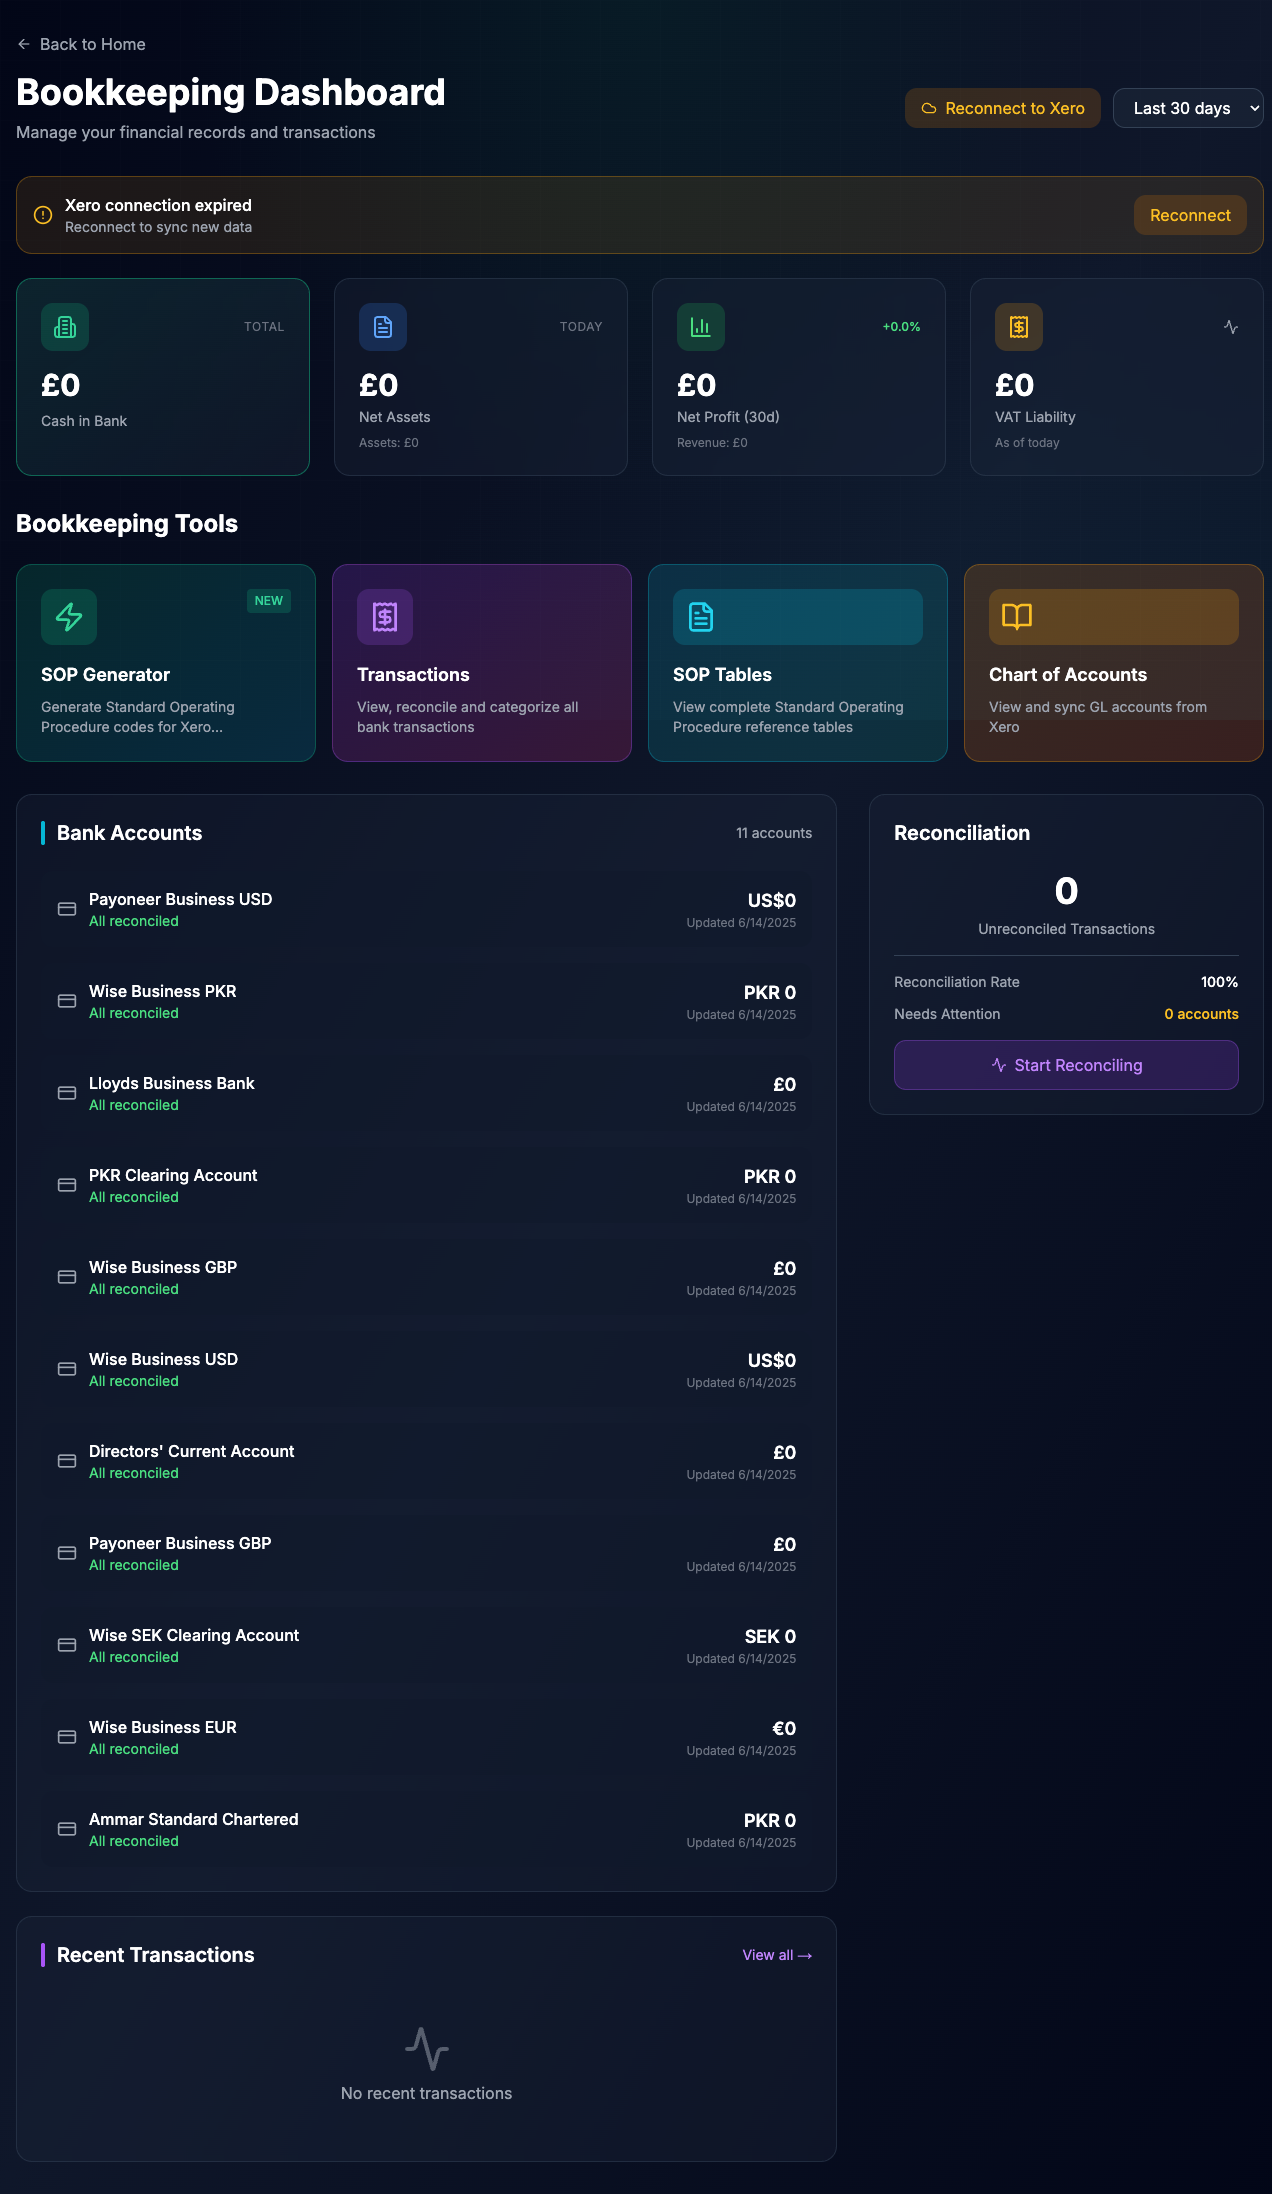 ← Back to Home
Bookkeeping Dashboard
Manage your financial records and transactions
Reconnect to Xero
Last 30 days
Xero connection expired
Reconnect to sync new data
Reconnect
TOTAL
£0
Cash in Bank
TODAY
£0
Net Assets
Assets: £0
+0.0%
£0
Net Profit (30d)
Revenue: £0
£0
VAT Liability
As of today
Bookkeeping Tools
NEW
SOP Generator
Generate Standard Operating
Procedure codes for Xero...
Transactions
View, reconcile and categorize all
bank transactions
SOP Tables
View complete Standard Operating
Procedure reference tables
Chart of Accounts
View and sync GL accounts from
Xero
Bank Accounts
11 accounts
Payoneer Business USD
All reconciled
US$0
Updated 6/14/2025
Wise Business PKR
All reconciled
PKR 0
Updated 6/14/2025
Lloyds Business Bank
All reconciled
£0
Updated 6/14/2025
PKR Clearing Account
All reconciled
PKR 0
Updated 6/14/2025
Wise Business GBP
All reconciled
£0
Updated 6/14/2025
Wise Business USD
All reconciled
US$0
Updated 6/14/2025
Directors' Current Account
All reconciled
£0
Updated 6/14/2025
Payoneer Business GBP
All reconciled
£0
Updated 6/14/2025
Wise SEK Clearing Account
All reconciled
SEK 0
Updated 6/14/2025
Wise Business EUR
All reconciled
€0
Updated 6/14/2025
Ammar Standard Chartered
All reconciled
PKR 0
Updated 6/14/2025
Reconciliation
0
Unreconciled Transactions
Reconciliation Rate 100%
Needs Attention 0 accounts
Start Reconciling
Recent Transactions
View all →
No recent transactions